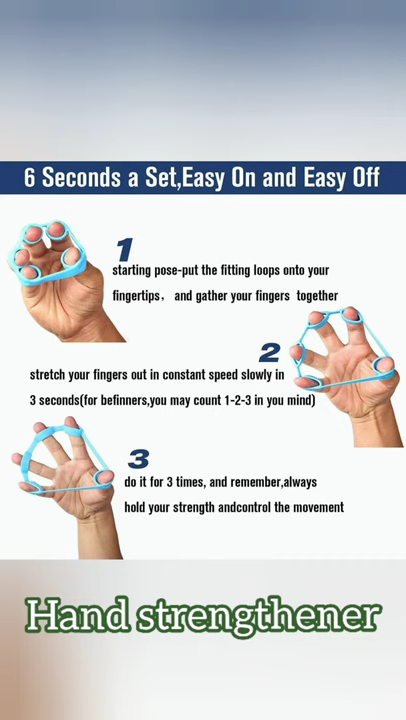 6 Seconds a Set,Easy On and Easy Off
1
starting pose-put the fitting loops onto your
fingertips, and gather your fingers together
2
stretch your fingers out in constant speed slowly in
3 seconds(for befinners,you may count 1-2-3 in you mind)
3
do it for 3 times, and remember,always
hold your strength andcontrol the movement
Hand strengthener